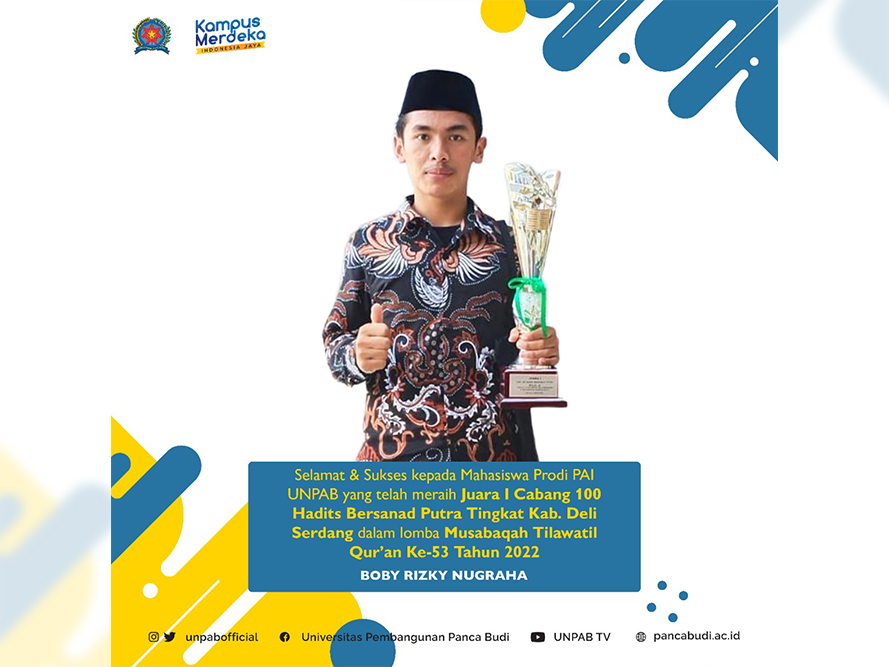 Kampus
Merdeka
INDONESIA JAYA
JUARA I
Selamat & Sukses kepada Mahasiswa Prodi PAI
UNPAB yang telah meraih Juara I Cabang 100
Hadits Bersanad Putra Tingkat Kab. Deli
Serdang dalam lomba Musabaqah Tilawatil
Qur'an Ke-53 Tahun 2022
BOBY RIZKY NUGRAHA
unpabofficial Universitas Pembangunan Panca Budi UNPAB TV pancabudi.ac.id